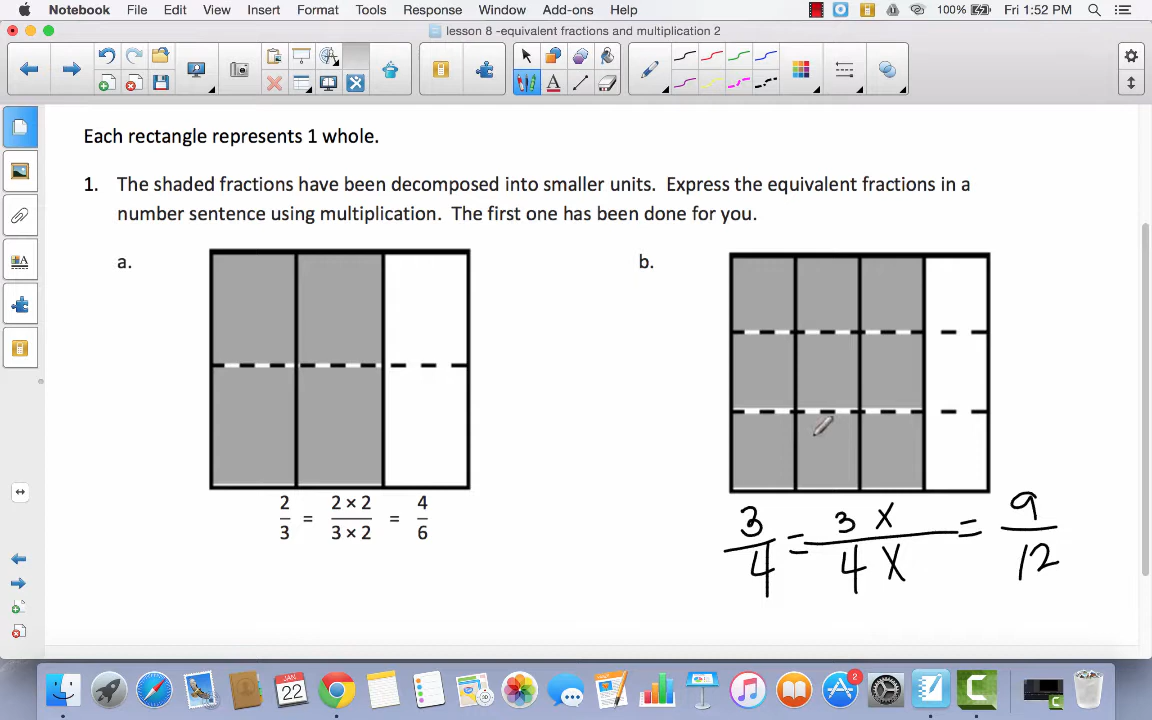 Notebook File Edit View Insert Format Tools Response Window Add-ons Help 100% Fri 1:52 PM
lesson 8 -equivalent fractions and multiplication 2
Each rectangle represents 1 whole.
1. The shaded fractions have been decomposed into smaller units. Express the equivalent fractions in a
number sentence using multiplication. The first one has been done for you.
a. b.
2/3 = 2 × 2/3 × 2 = 4/6
3/4 = 3 X/4 X = 9/12
JAN
22
2